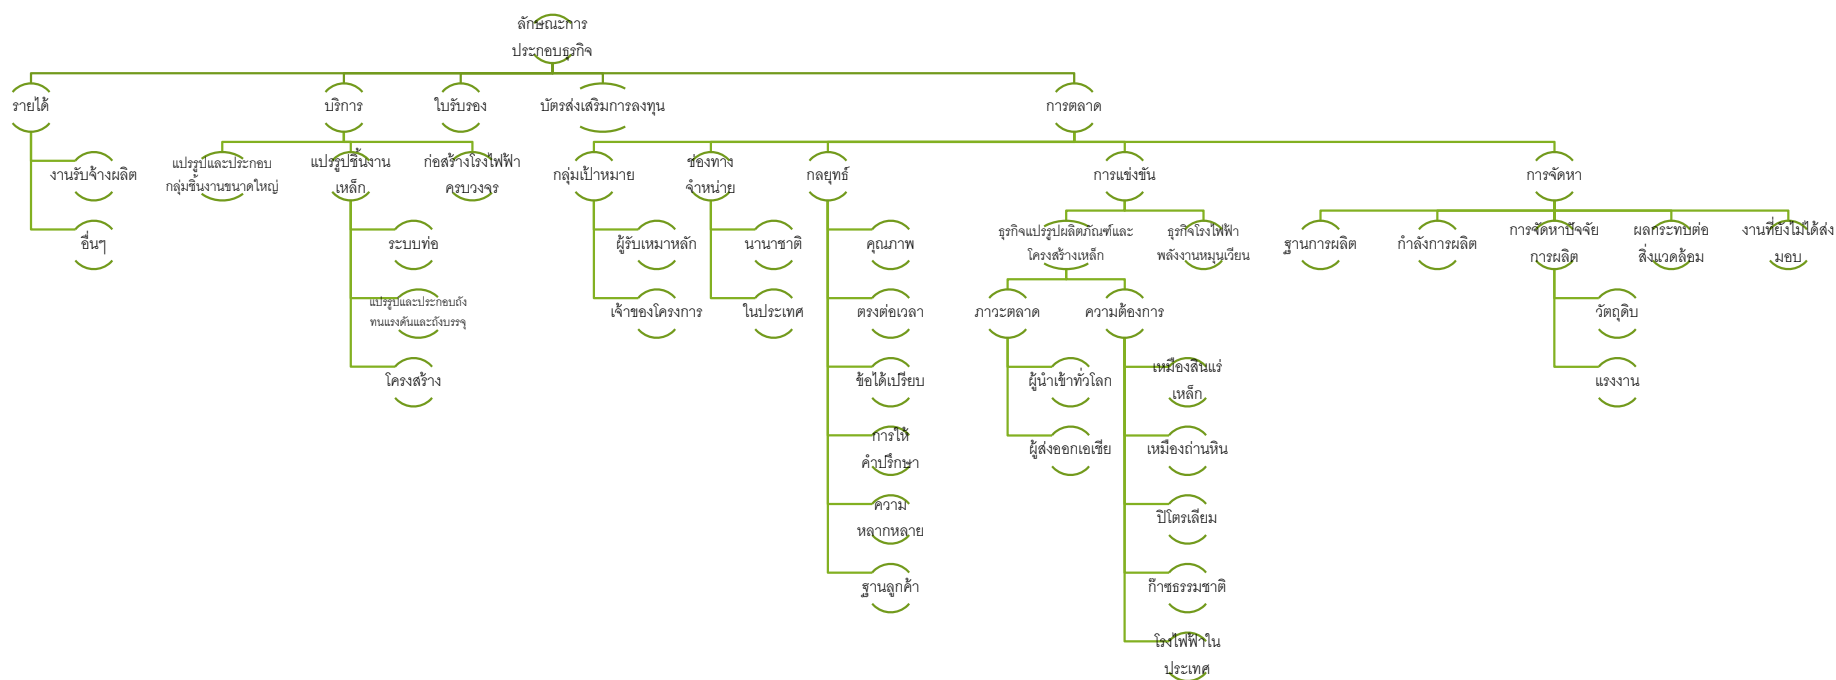 ลักษณะการ
ประกอบธุรกิจ
รายได้
บริการ
ใบรับรอง
บัตรส่งเสริมการลงทุน
การตลาด
งานรับจ้างผลิต
อื่นๆ
แปรรูปและประกอบ
กลุ่มชิ้นงานขนาดใหญ่
แปรรูปชิ้นงาน
เหล็ก
ก่อสร้างโรงไฟฟ้า
ครบวงจร
ระบบท่อ
แปรรูปและประกอบถัง
ทนแรงดันและถังบรรจุ
โครงสร้าง
กลุ่มเป้าหมาย
ช่องทาง
จำหน่าย
กลยุทธ์
การแข่งขัน
การจัดหา
ผู้รับเหมาหลัก
เจ้าของโครงการ
นานาชาติ
ในประเทศ
คุณภาพ
ตรงต่อเวลา
ข้อได้เปรียบ
การให้
คำปรึกษา
ความ
หลากหลาย
ฐานลูกค้า
ธุรกิจแปรรูปผลิตภัณฑ์และ
โครงสร้างเหล็ก
ธุรกิจโรงไฟฟ้า
พลังงานหมุนเวียน
ภาวะตลาด
ความต้องการ
ผู้นำเข้าทั่วโลก
ผู้ส่งออกเอเชีย
เหมืองสินแร่
เหล็ก
เหมืองถ่านหิน
ปิโตรเลียม
ก๊าซธรรมชาติ
โรงไฟฟ้าใน
ประเทศ
ฐานการผลิต
กำลังการผลิต
การจัดหาปัจจัย
การผลิต
ผลกระทบต่อ
สิ่งแวดล้อม
งานที่ยังไม่ได้ส่ง
มอบ
วัตถุดิบ
แรงงาน